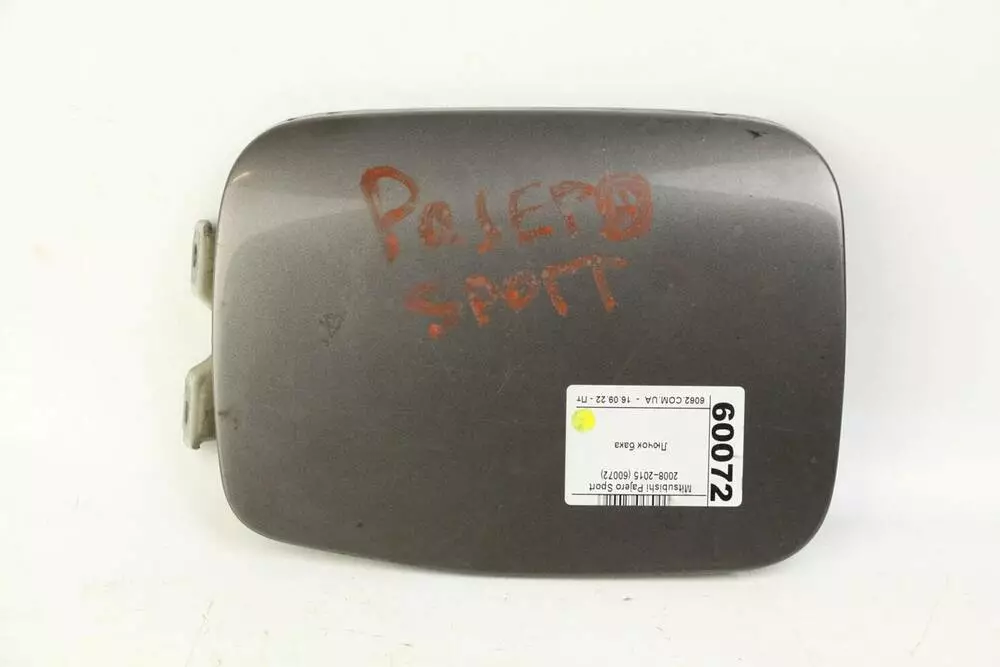 PaJEro
SPOrT
60072
Mitsubishi Pajero Sport
2008-2015 (60072)
Лючок бака
6062.COM.UA - 16.09.22 - Пт